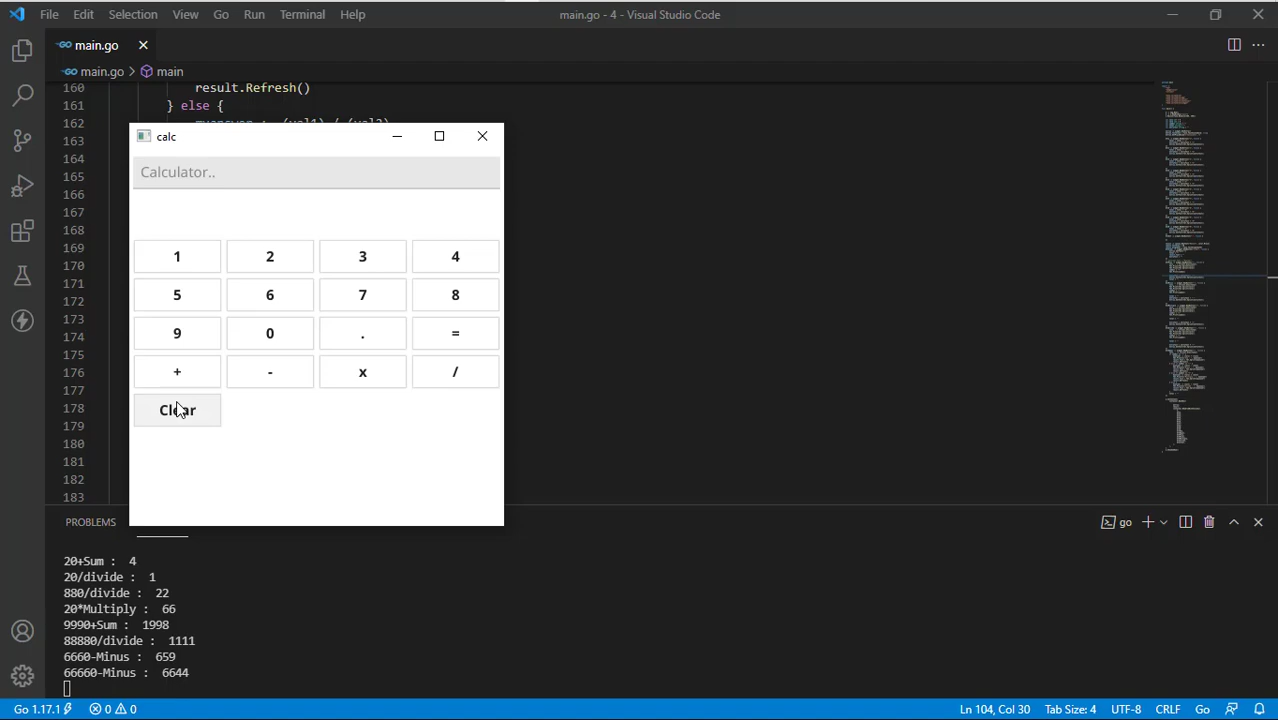 File Edit Selection View Go Run Terminal Help
main.go - 4 - Visual Studio Code
main.go
main.go > main
160 result.Refresh()
161 } else {
162
163
164
165
166
167
168
169
170
171
172
173
174
175
176
177
178
179
180
181
182
183
calc
Calculator..
1 2 3 4
5 6 7 8
9 0 . =
+ - x /
Clear
PROBLEMS
go
20+Sum : 4
20/divide : 1
880/divide : 22
20*Multiply : 66
9990+Sum : 1998
88880/divide : 1111
6660-Minus : 659
66660-Minus : 6644
Go 1.17.1 0 0
Ln 104, Col 30 Tab Size: 4 UTF-8 CRLF Go